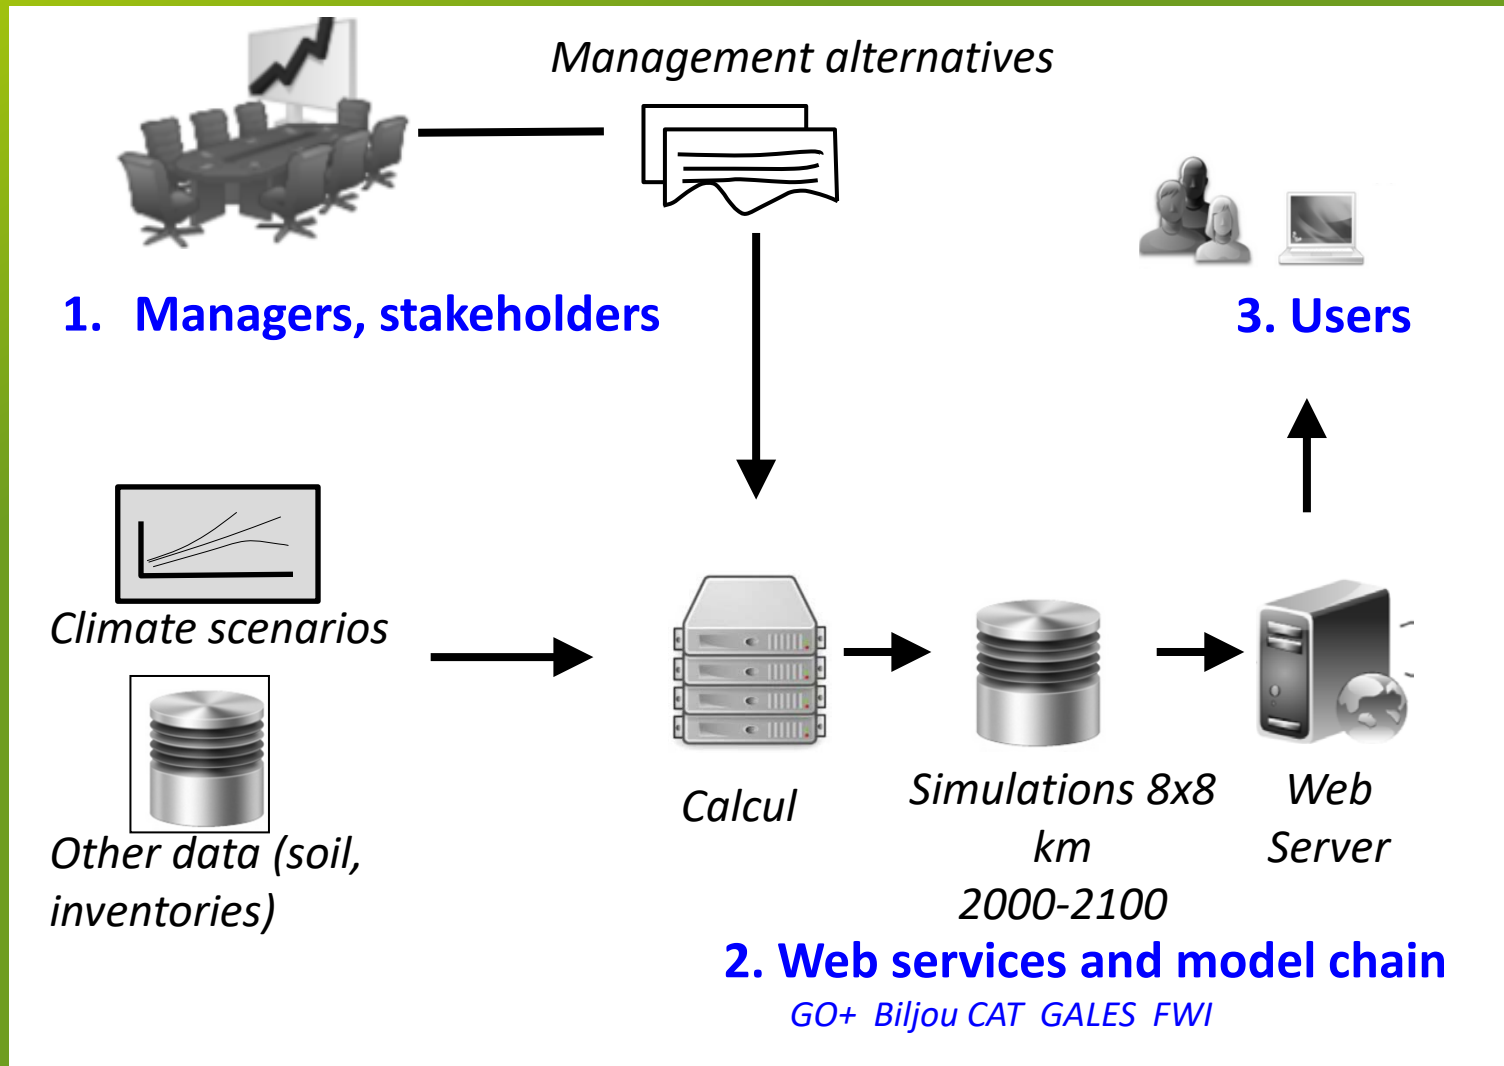 Management alternatives
1. Managers, stakeholders
3. Users
Climate scenarios
Other data (soil,
inventories)
Calcul
Simulations 8x8
km
2000-2100
Web
Server
2. Web services and model chain
GO+ Biljou CAT GALES FWI